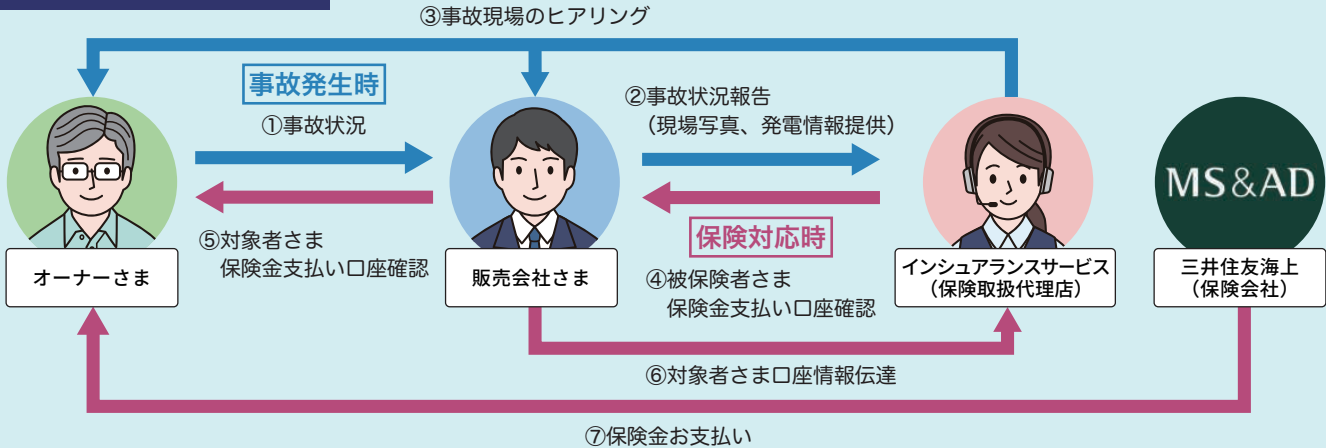 ③事故現場のヒアリング
事故発生時
①事故状況
②事故状況報告
（現場写真、発電情報提供）
MS&AD
⑤対象者さま
保険金支払い口座確認
保険対応時
④被保険者さま
保険金支払い口座確認
オーナーさま
販売会社さま
インシュアランスサービス
（保険取扱代理店）
三井住友海上
（保険会社）
⑥対象者さま口座情報伝達
⑦保険金お支払い